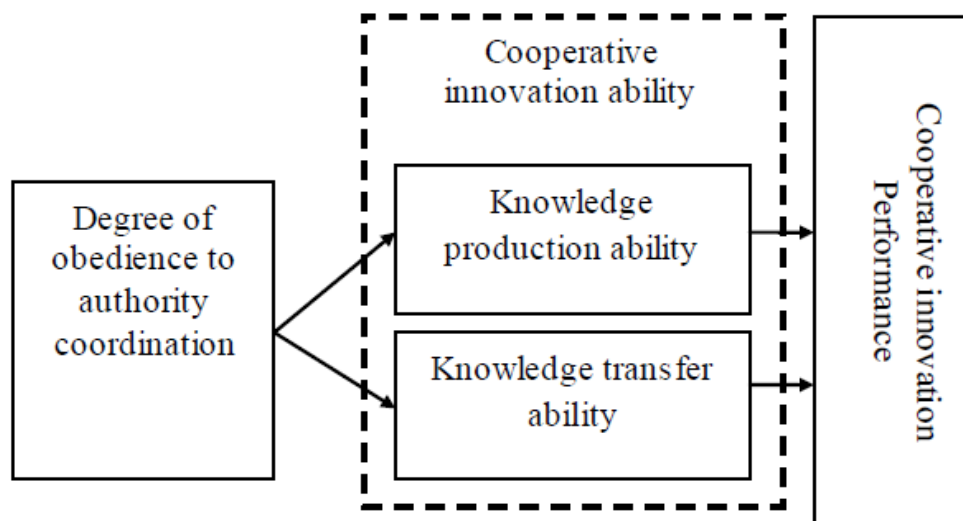 Degree of
obedience to
authority
coordination
Cooperative
innovation ability
Knowledge
production ability
Knowledge transfer
ability
Cooperative innovation
Performance